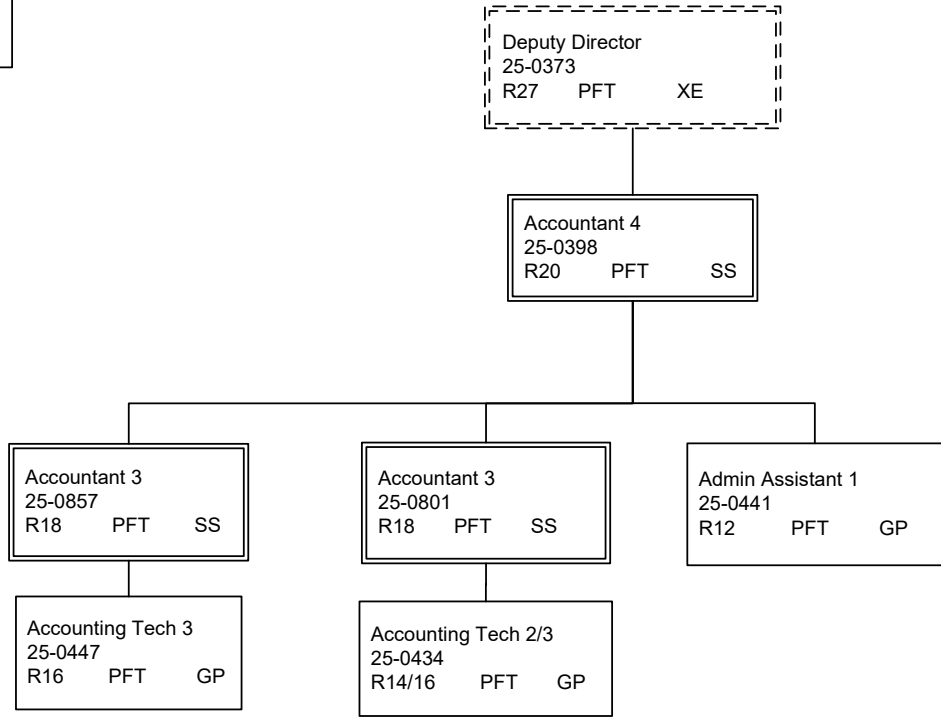 Deputy Director
25-0373
R27 PFT XE
Accountant 4
25-0398
R20 PFT SS
Accountant 3
25-0857
R18 PFT SS
Accountant 3
25-0801
R18 PFT SS
Admin Assistant 1
25-0441
R12 PFT GP
Accounting Tech 3
25-0447
R16 PFT GP
Accounting Tech 2/3
25-0434
R14/16 PFT GP